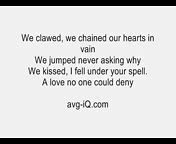 We clawed, we chained our hearts in
vain
We jumped never asking why
We kissed, I fell under your spell.
A love no one could deny
avg-iQ.com